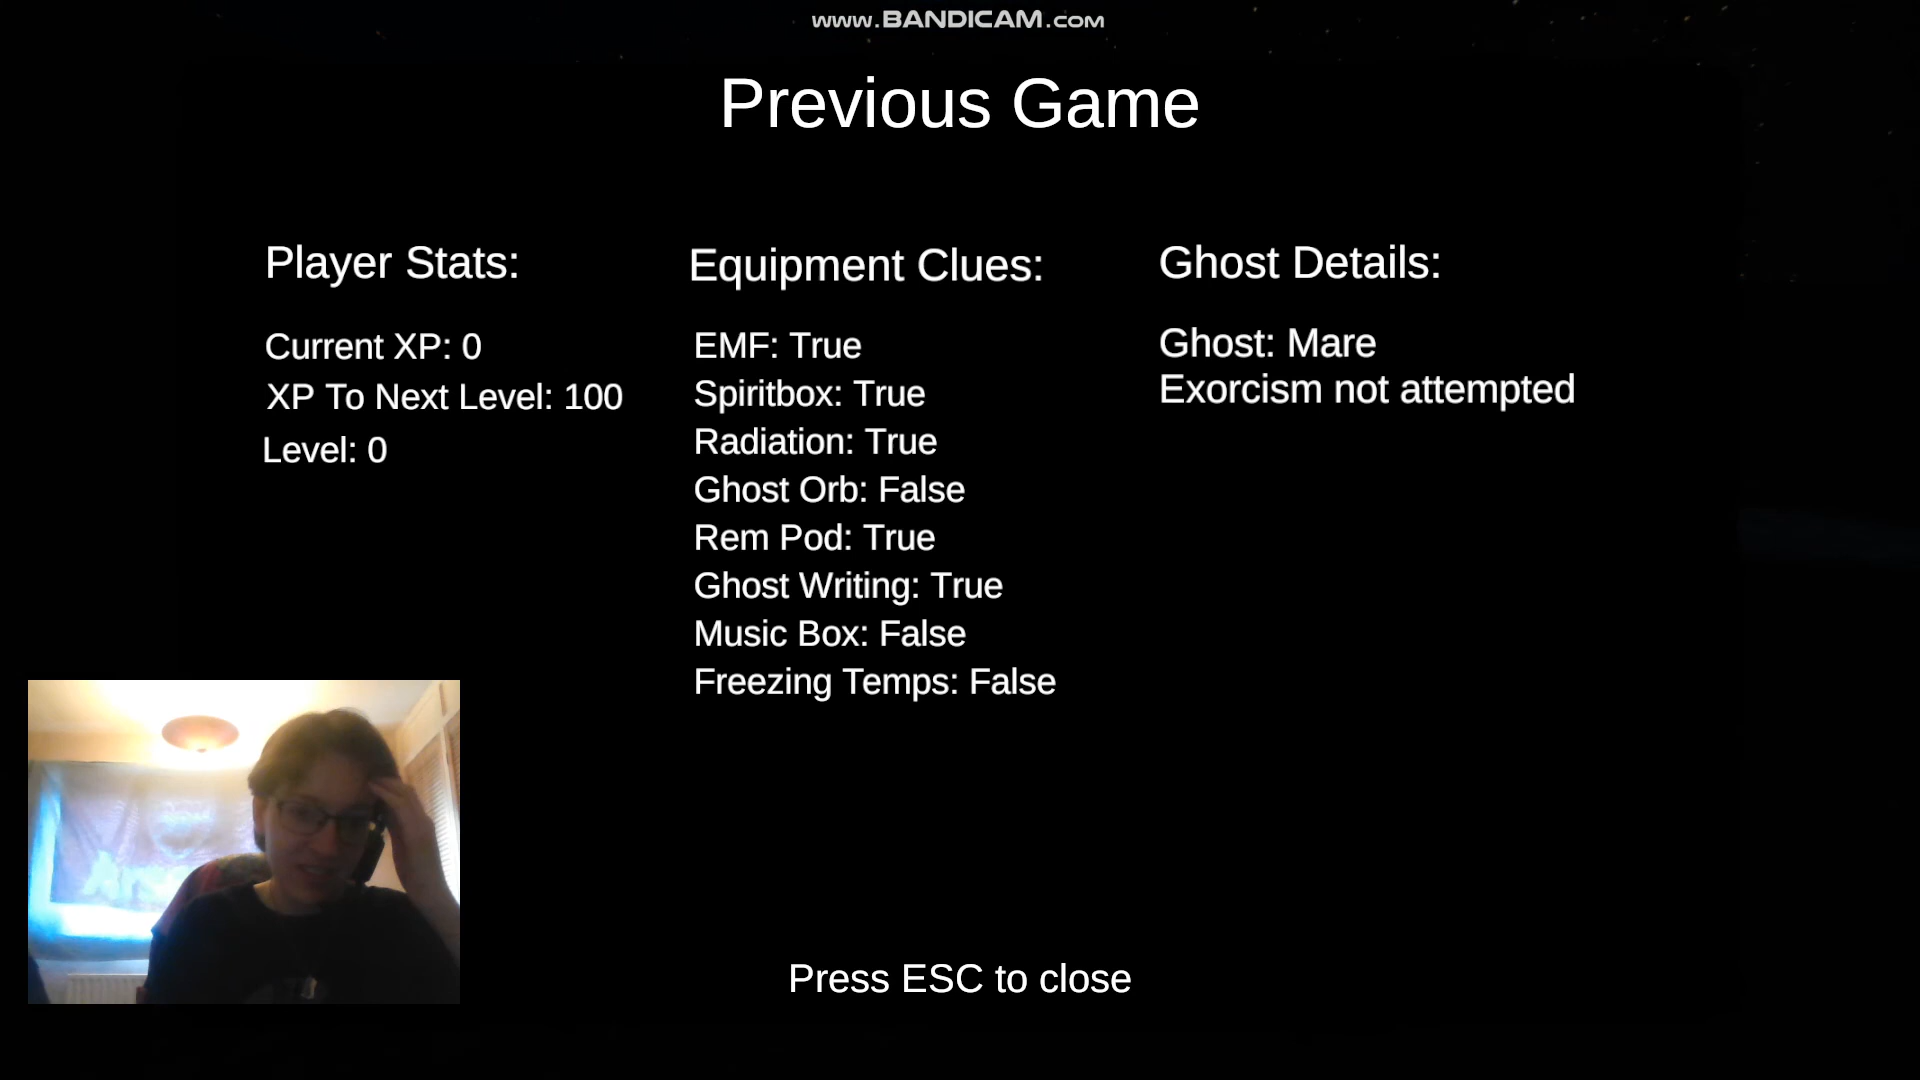 www.BANDICAM.com
Previous Game
Player Stats:
Current XP: 0
XP To Next Level: 100
Level: 0
Equipment Clues:
EMF: True
Spiritbox: True
Radiation: True
Ghost Orb: False
Rem Pod: True
Ghost Writing: True
Music Box: False
Freezing Temps: False
Ghost Details:
Ghost: Mare
Exorcism not attempted
Press ESC to close